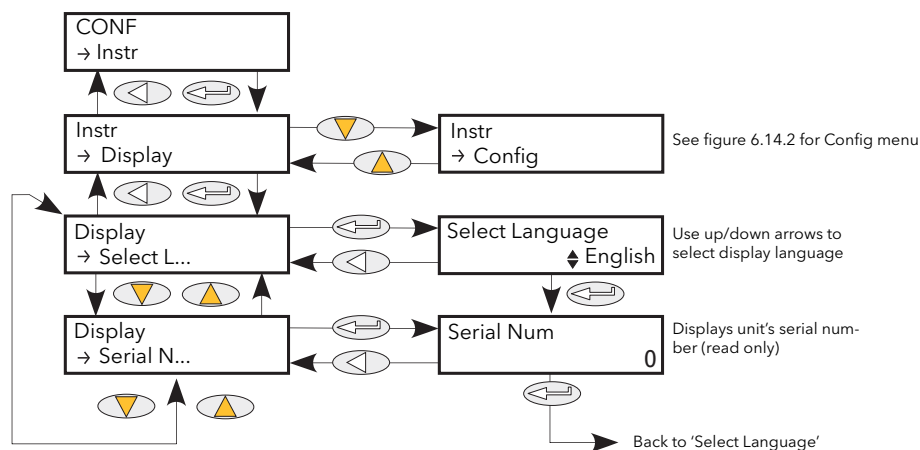 CONF
→ Instr
Instr
→ Display
Instr
→ Config
See figure 6.14.2 for Config menu
Display
→ Select L...
Select Language
English
Use up/down arrows to
select display language
Display
→ Serial N...
Serial Num
0
Displays unit's serial num-
ber (read only)
Back to 'Select Language'